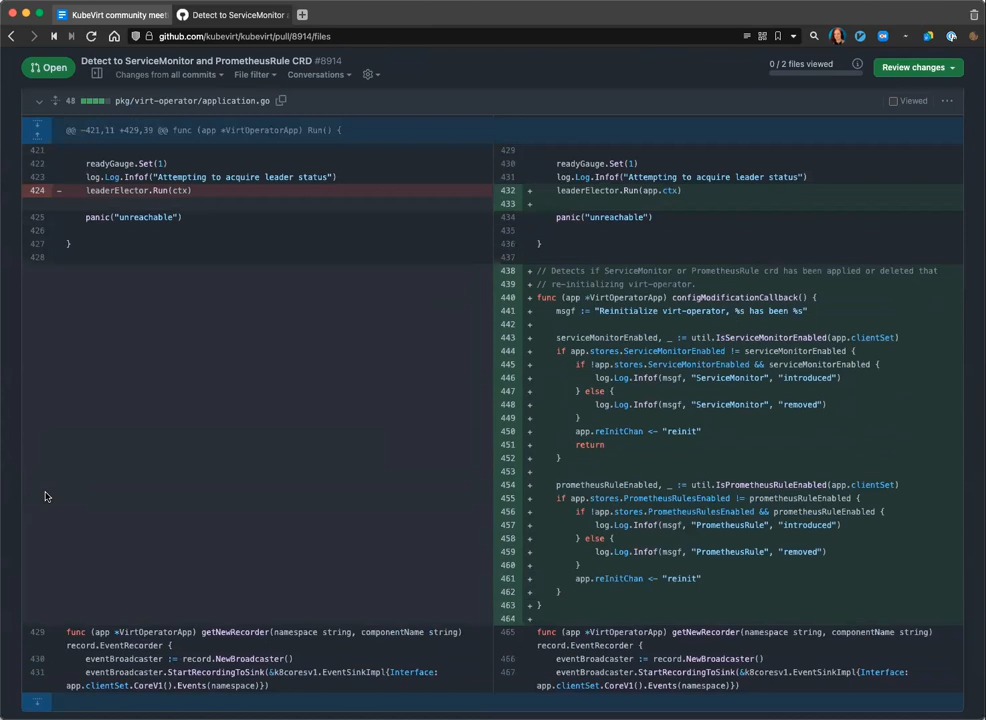 KubeVirt community meet
Detect to ServiceMonitor a
github.com/kubevirt/kubevirt/pull/8914/files
Open
Detect to ServiceMonitor and PrometheusRule CRD #8914
Changes from all commits
File filter
Conversations
0 / 2 files viewed
Review changes
48 pkg/virt-operator/application.go
Viewed
@@ -421,11 +429,39 @@ func (app *VirtOperatorApp) Run() {
421
422 readyGauge.Set(1)
423 log.Log.Infof("Attempting to acquire leader status")
424 - leaderElector.Run(ctx)
425 panic("unreachable")
426
427 }
428
429
430 readyGauge.Set(1)
431 log.Log.Infof("Attempting to acquire leader status")
432 + leaderElector.Run(app.ctx)
433 +
434 panic("unreachable")
435
436 }
437
438 + // Detects if ServiceMonitor or PrometheusRule crd has been applied or deleted that
439 + // re-initializing virt-operator.
440 + func (app *VirtOperatorApp) configModificationCallback() {
441 + msgf := "Reinitialize virt-operator, %s has been %s"
442 +
443 + serviceMonitorEnabled, _ := util.IsServiceMonitorEnabled(app.clientSet)
444 + if app.stores.ServiceMonitorEnabled != serviceMonitorEnabled {
445 + if !app.stores.ServiceMonitorEnabled && serviceMonitorEnabled {
446 + log.Log.Infof(msgf, "ServiceMonitor", "introduced")
447 + } else {
448 + log.Log.Infof(msgf, "ServiceMonitor", "removed")
449 + }
450 + app.reInitChan <- "reinit"
451 + return
452 + }
453 +
454 + prometheusRuleEnabled, _ := util.IsPrometheusRuleEnabled(app.clientSet)
455 + if app.stores.PrometheusRulesEnabled != prometheusRuleEnabled {
456 + if !app.stores.PrometheusRulesEnabled && prometheusRuleEnabled {
457 + log.Log.Infof(msgf, "PrometheusRule", "introduced")
458 + } else {
459 + log.Log.Infof(msgf, "PrometheusRule", "removed")
460 + }
461 + app.reInitChan <- "reinit"
462 + }
463 + }
464 +
429 func (app *VirtOperatorApp) getNewRecorder(namespace string, componentName string)
record.EventRecorder {
430 eventBroadcaster := record.NewBroadcaster()
431 eventBroadcaster.StartRecordingToSink(&k8coresv1.EventSinkImpl{Interface:
app.clientSet.CoreV1().Events(namespace)})
465 func (app *VirtOperatorApp) getNewRecorder(namespace string, componentName string)
record.EventRecorder {
466 eventBroadcaster := record.NewBroadcaster()
467 eventBroadcaster.StartRecordingToSink(&k8coresv1.EventSinkImpl{Interface:
app.clientSet.CoreV1().Events(namespace)})